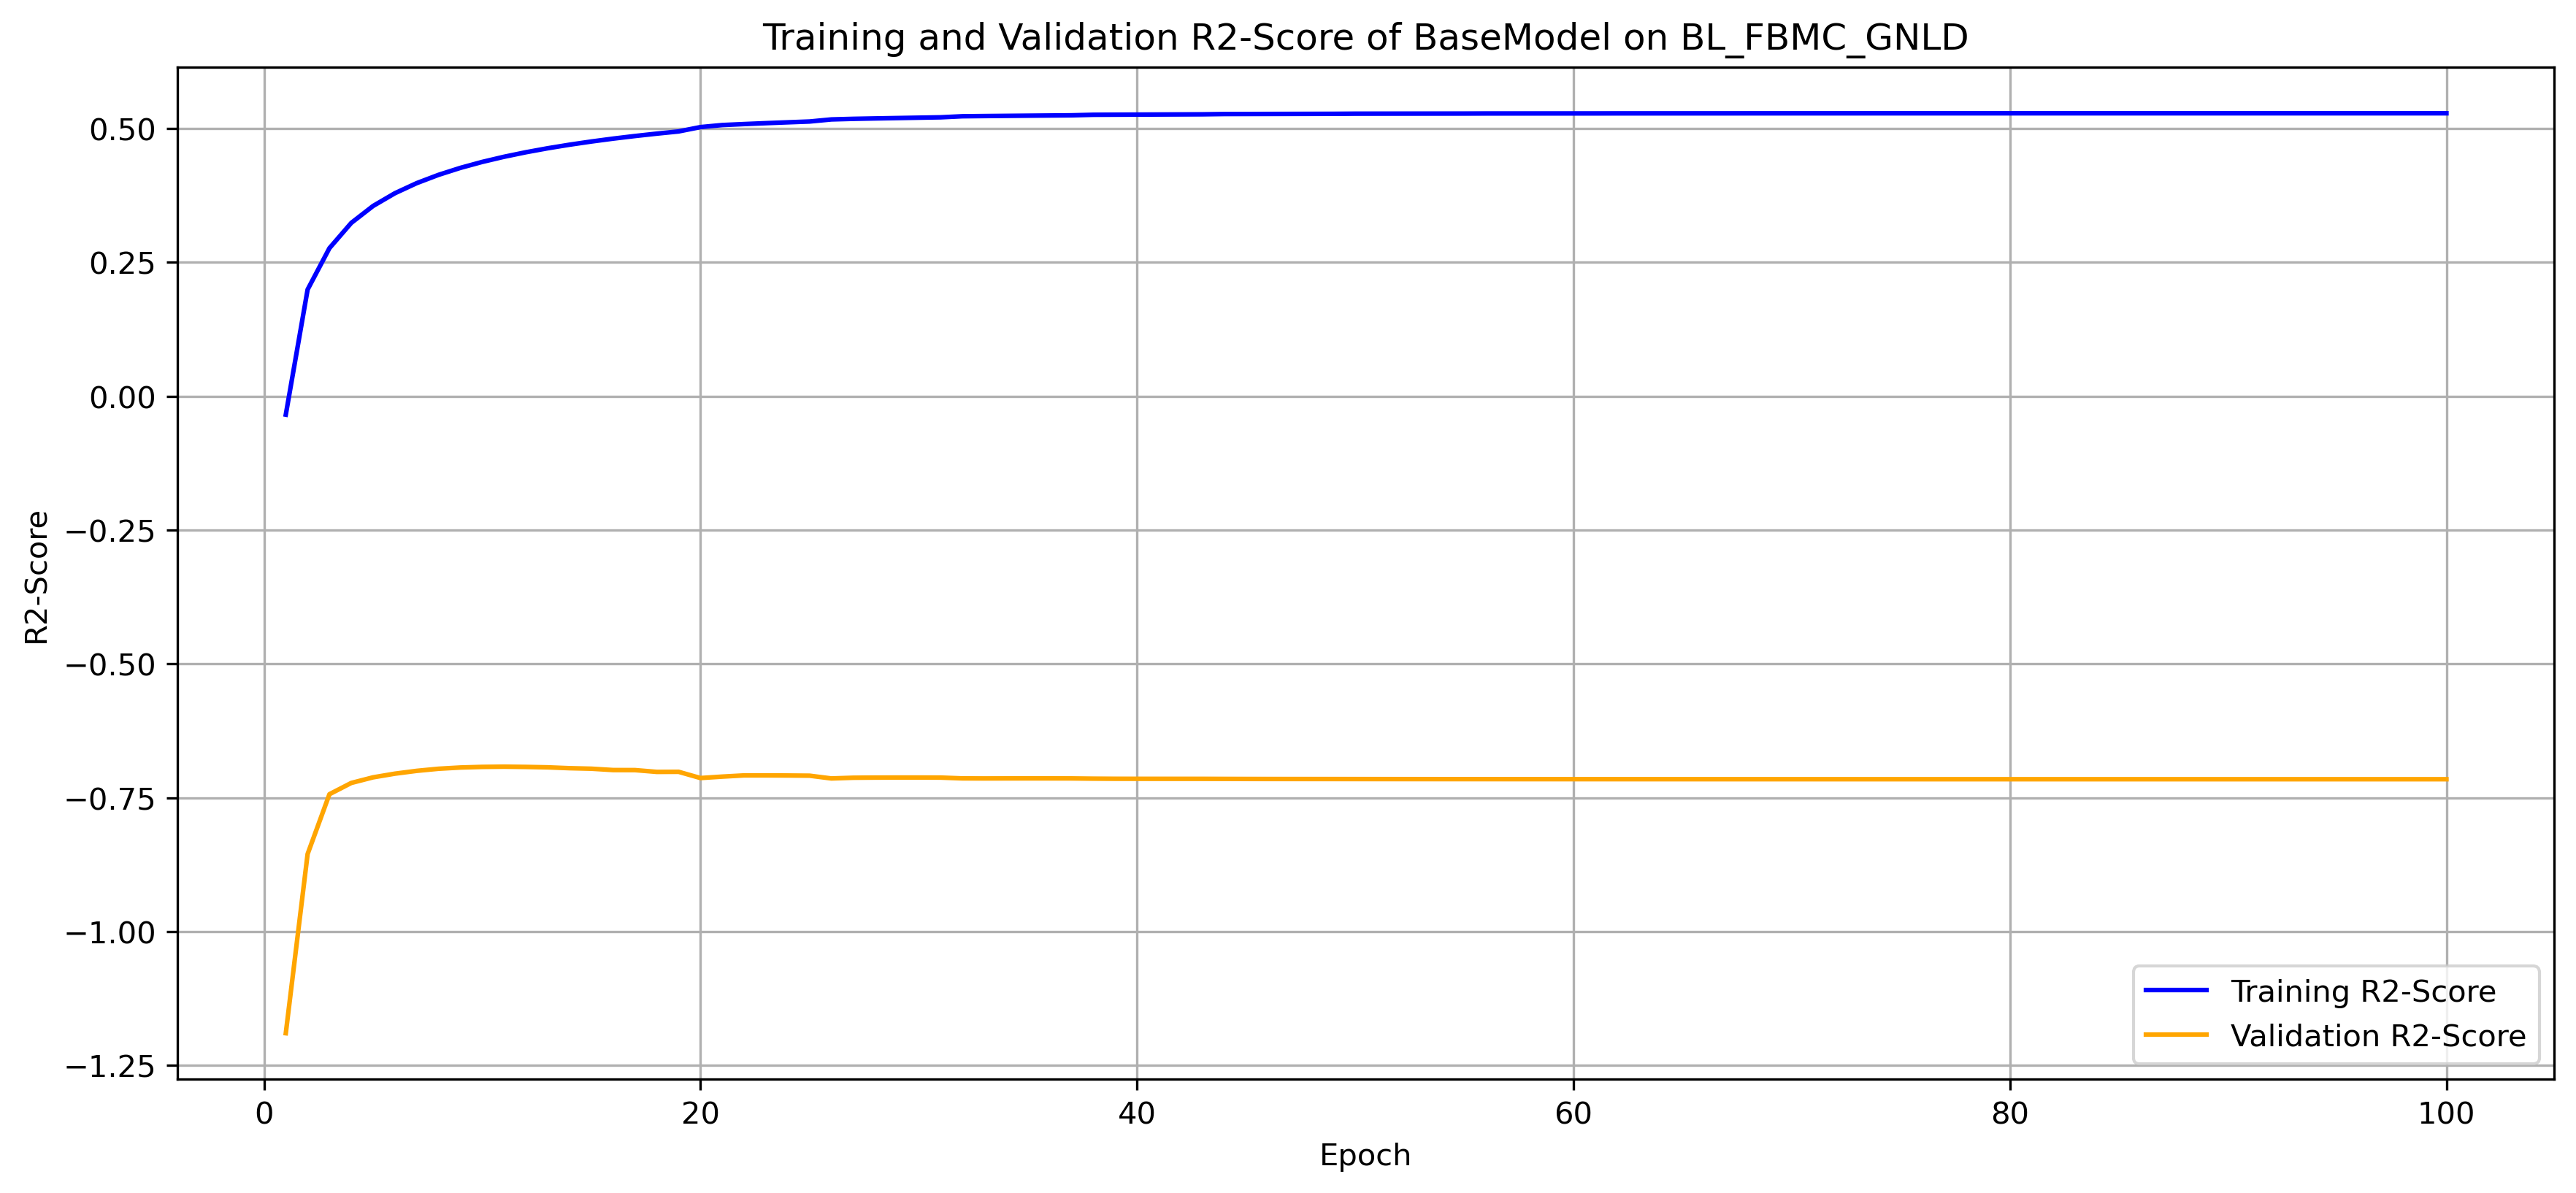 Training and Validation R2-Score of BaseModel on BL_FBMC_GNLD
R2-Score
0.50
0.25
0.00
−0.25
−0.50
−0.75
−1.00
−1.25
0 20 40 60 80 100
Epoch
Training R2-Score
Validation R2-Score